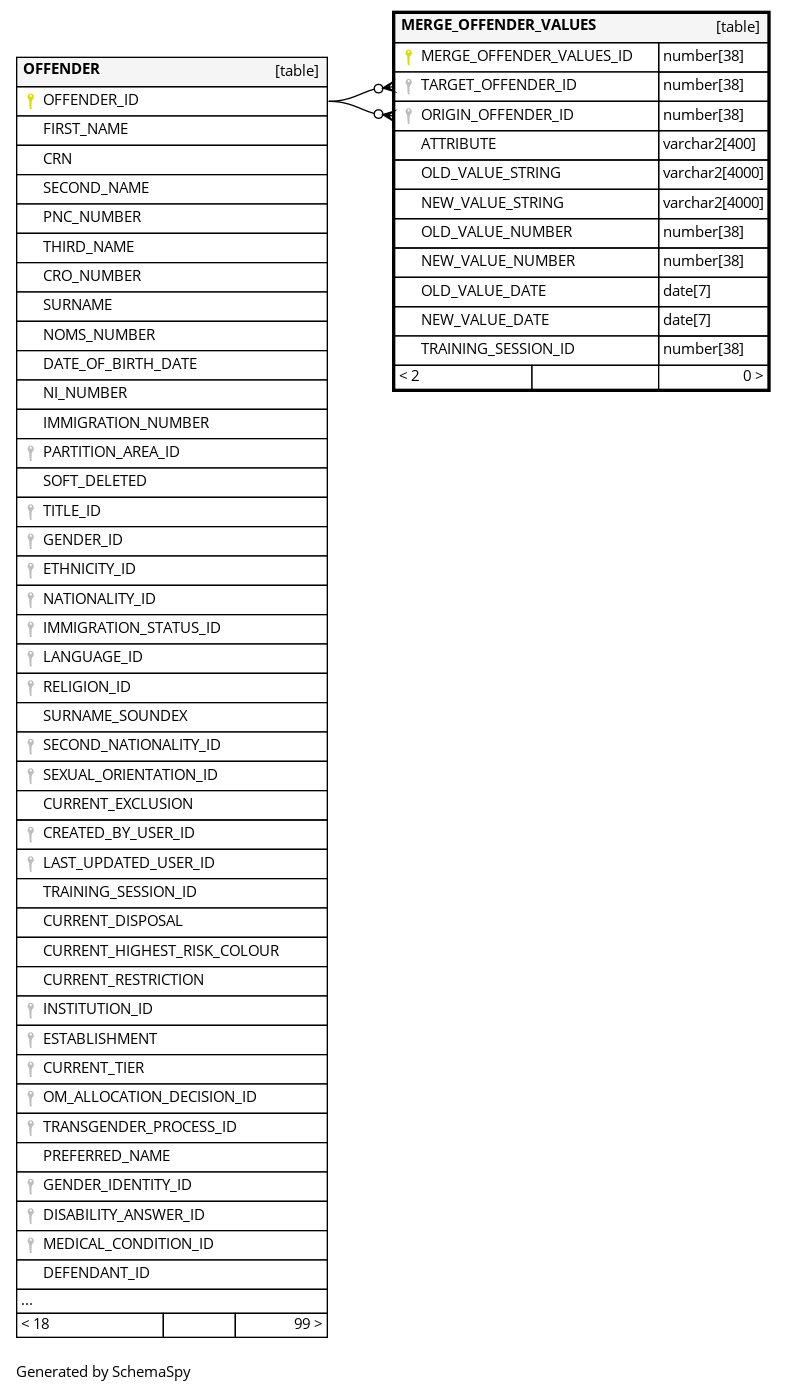 MERGE_OFFENDER_VALUES [table]
MERGE_OFFENDER_VALUES_ID number[38]
TARGET_OFFENDER_ID number[38]
ORIGIN_OFFENDER_ID number[38]
ATTRIBUTE varchar2[400]
OLD_VALUE_STRING varchar2[4000]
NEW_VALUE_STRING varchar2[4000]
OLD_VALUE_NUMBER number[38]
NEW_VALUE_NUMBER number[38]
OLD_VALUE_DATE date[7]
NEW_VALUE_DATE date[7]
TRAINING_SESSION_ID number[38]
< 2 0 >
OFFENDER [table]
OFFENDER_ID
FIRST_NAME
CRN
SECOND_NAME
PNC_NUMBER
THIRD_NAME
CRO_NUMBER
SURNAME
NOMS_NUMBER
DATE_OF_BIRTH_DATE
NI_NUMBER
IMMIGRATION_NUMBER
PARTITION_AREA_ID
SOFT_DELETED
TITLE_ID
GENDER_ID
ETHNICITY_ID
NATIONALITY_ID
IMMIGRATION_STATUS_ID
LANGUAGE_ID
RELIGION_ID
SURNAME_SOUNDEX
SECOND_NATIONALITY_ID
SEXUAL_ORIENTATION_ID
CURRENT_EXCLUSION
CREATED_BY_USER_ID
LAST_UPDATED_USER_ID
TRAINING_SESSION_ID
CURRENT_DISPOSAL
CURRENT_HIGHEST_RISK_COLOUR
CURRENT_RESTRICTION
INSTITUTION_ID
ESTABLISHMENT
CURRENT_TIER
OM_ALLOCATION_DECISION_ID
TRANSGENDER_PROCESS_ID
PREFERRED_NAME
GENDER_IDENTITY_ID
DISABILITY_ANSWER_ID
MEDICAL_CONDITION_ID
DEFENDANT_ID
...
< 18 99 >
Generated by SchemaSpy